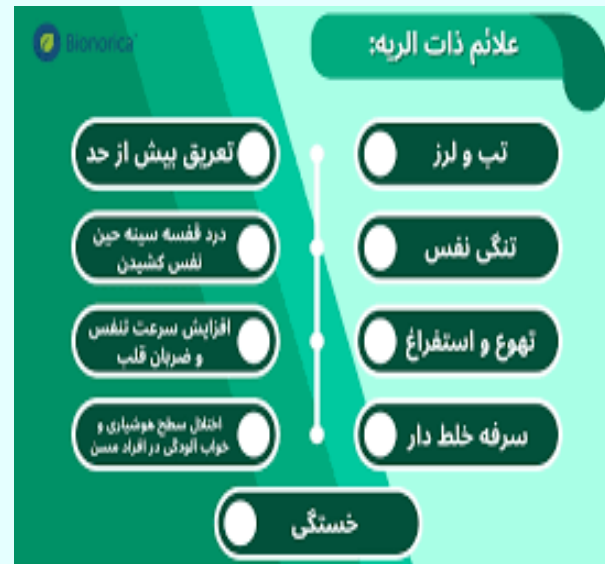 Bionorica
علائم ذات الریه:
تب و لرز
تنگی نفس
تهوع و استفراغ
سرفه خلط دار
تعریق بیش از حد
درد قفسه سینه حین
نفس کشیدن
افزایش سرعت تنفس
و ضربان قلب
اختلال سطح هوشیاری و
خواب آلودگی در افراد مسن
خستگی